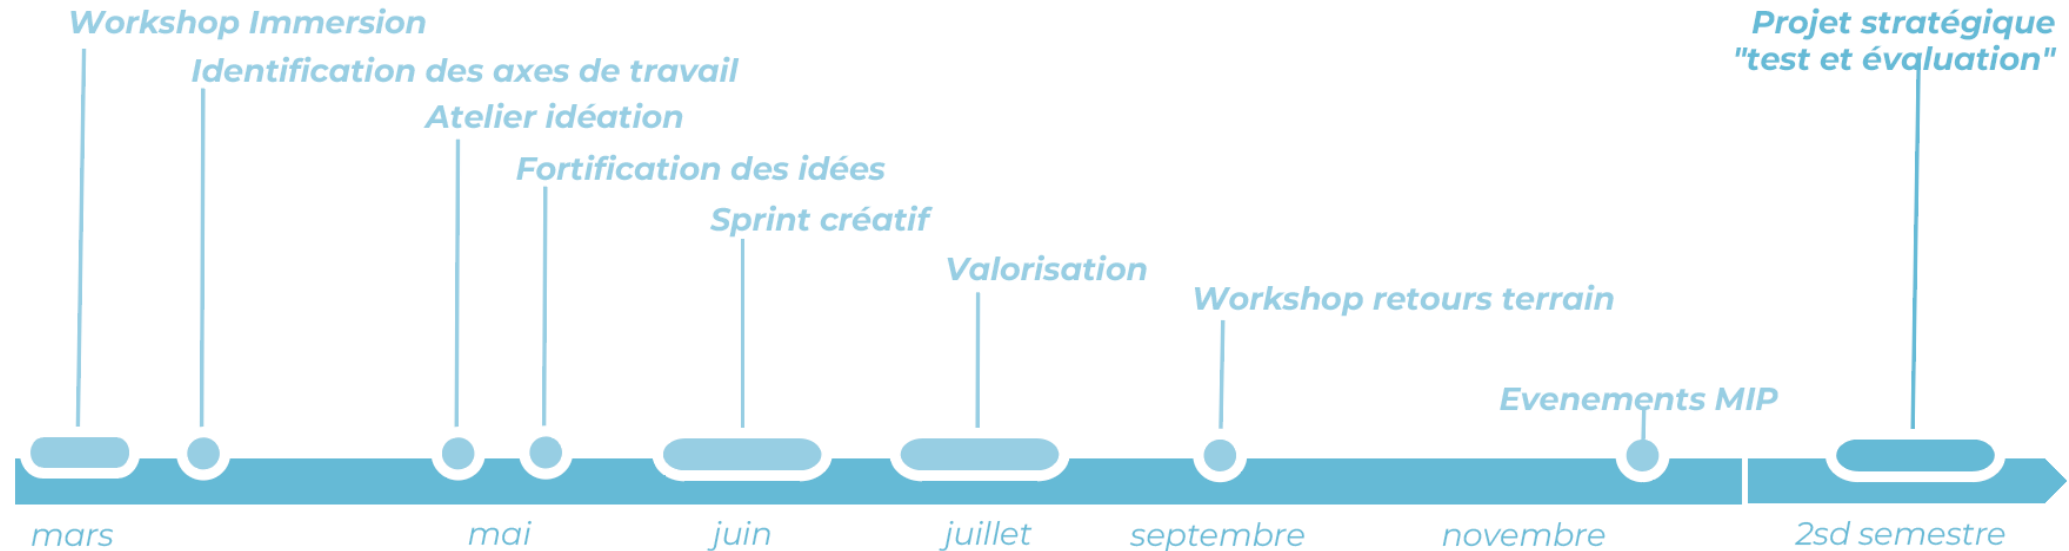 Workshop Immersion
Projet stratégique
"test et évaluation"
Identification des axes de travail
Atelier idéation
Fortification des idées
Sprint créatif
Valorisation
Workshop retours terrain
Evenements MIP
mars
mai
juin
juillet
septembre
novembre
2sd semestre